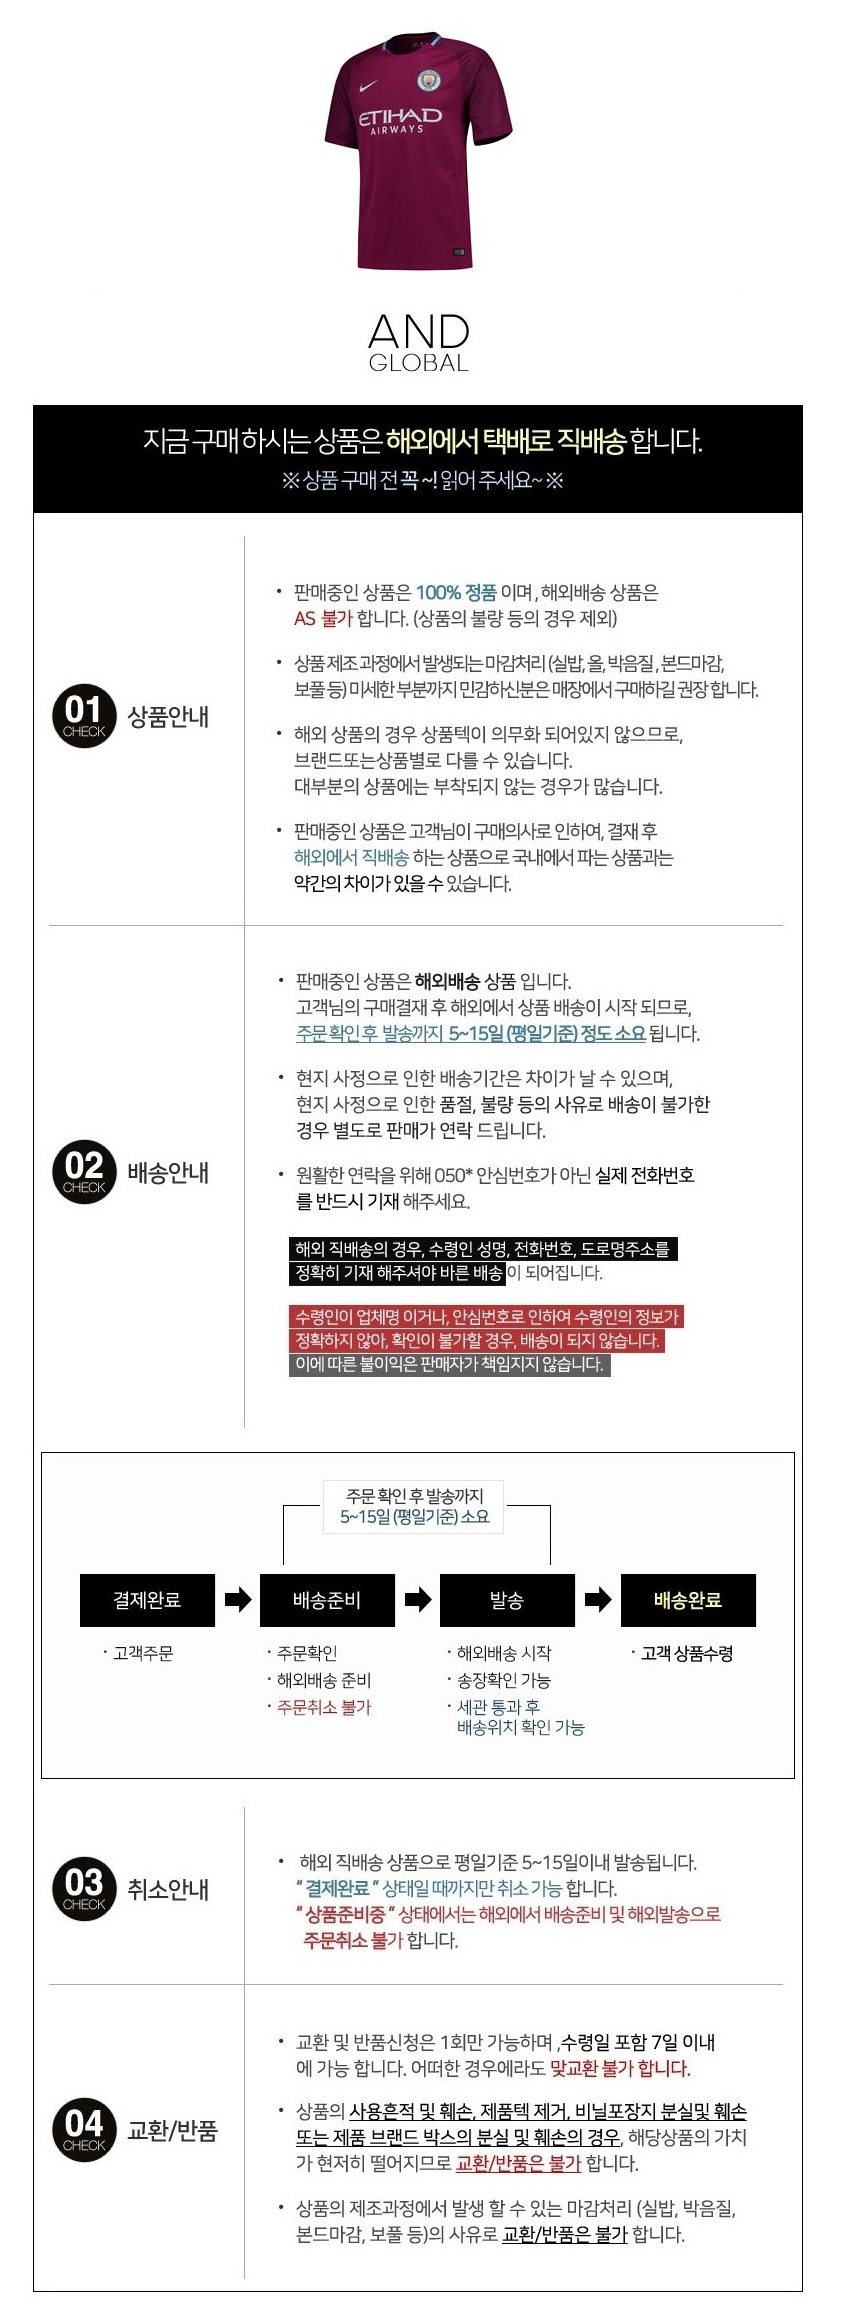 ETIHAD
AIRWAYS
AND
GLOBAL
지금 구매 하시는 상품은 해외에서 택배로 직배송 합니다.
※ 상품 구매 전 꼭 ~! 읽어 주세요~ ※
01
CHECK
상품안내
• 판매중인 상품은 100% 정품 이며 , 해외배송 상품은
AS 불가 합니다. (상품의 불량 등의 경우 제외)
• 상품 제조 과정에서 발생되는 마감처리 (실밥, 올, 박음질 , 본드마감,
보풀 등) 미세한 부분까지 민감하신분은 매장에서 구매하길 권장 합니다.
• 해외 상품의 경우 상품텍이 의무화 되어있지 않으므로,
브랜드또는상품별로 다를 수 있습니다.
대부분의 상품에는 부착되지 않는 경우가 많습니다.
• 판매중인 상품은 고객님이 구매의사로 인하여, 결재 후
해외에서 직배송 하는 상품으로 국내에서 파는 상품과는
약간의 차이가 있을 수 있습니다.
02
CHECK
배송안내
• 판매중인 상품은 해외배송 상품 입니다.
고객님의 구매결재 후 해외에서 상품 배송이 시작 되므로,
주문 확인 후 발송까지 5~15일 (평일기준) 정도 소요 됩니다.
• 현지 사정으로 인한 배송기간은 차이가 날 수 있으며,
현지 사정으로 인한 품절, 불량 등의 사유로 배송이 불가한
경우 별도로 판매가 연락 드립니다.
• 원활한 연락을 위해 050* 안심번호가 아닌 실제 전화번호
를 반드시 기재 해주세요.
해외 직배송의 경우, 수령인 성명, 전화번호, 도로명주소를
정확히 기재 해주셔야 바른 배송이 되어집니다.
수령인이 업체명 이거나, 안심번호로 인하여 수령인의 정보가
정확하지 않아, 확인이 불가할 경우, 배송이 되지 않습니다.
이에 따른 불이익은 판매자가 책임지지 않습니다.
주문 확인 후 발송까지
5~15일 (평일기준) 소요
결제완료
배송준비
발송
배송완료
· 고객주문
· 주문확인
· 해외배송 준비
· 주문취소 불가
· 해외배송 시작
· 송장확인 가능
· 세관 통과 후
배송위치 확인 가능
· 고객 상품수령
03
CHECK
취소안내
• 해외 직배송 상품으로 평일기준 5~15일이내 발송됩니다.
“ 결제완료 ” 상태일 때까지만 취소 가능 합니다.
“ 상품준비중 ” 상태에서는 해외에서 배송준비 및 해외발송으로
주문취소 불가 합니다.
04
CHECK
교환/반품
• 교환 및 반품신청은 1회만 가능하며 ,수령일 포함 7일 이내
에 가능 합니다. 어떠한 경우에라도 맞교환 불가 합니다.
• 상품의 사용흔적 및 훼손, 제품텍 제거, 비닐포장지 분실및 훼손
또는 제품 브랜드 박스의 분실 및 훼손의 경우, 해당상품의 가치
가 현저히 떨어지므로 교환/반품은 불가 합니다.
• 상품의 제조과정에서 발생 할 수 있는 마감처리 (실밥, 박음질,
본드마감, 보풀 등)의 사유로 교환/반품은 불가 합니다.